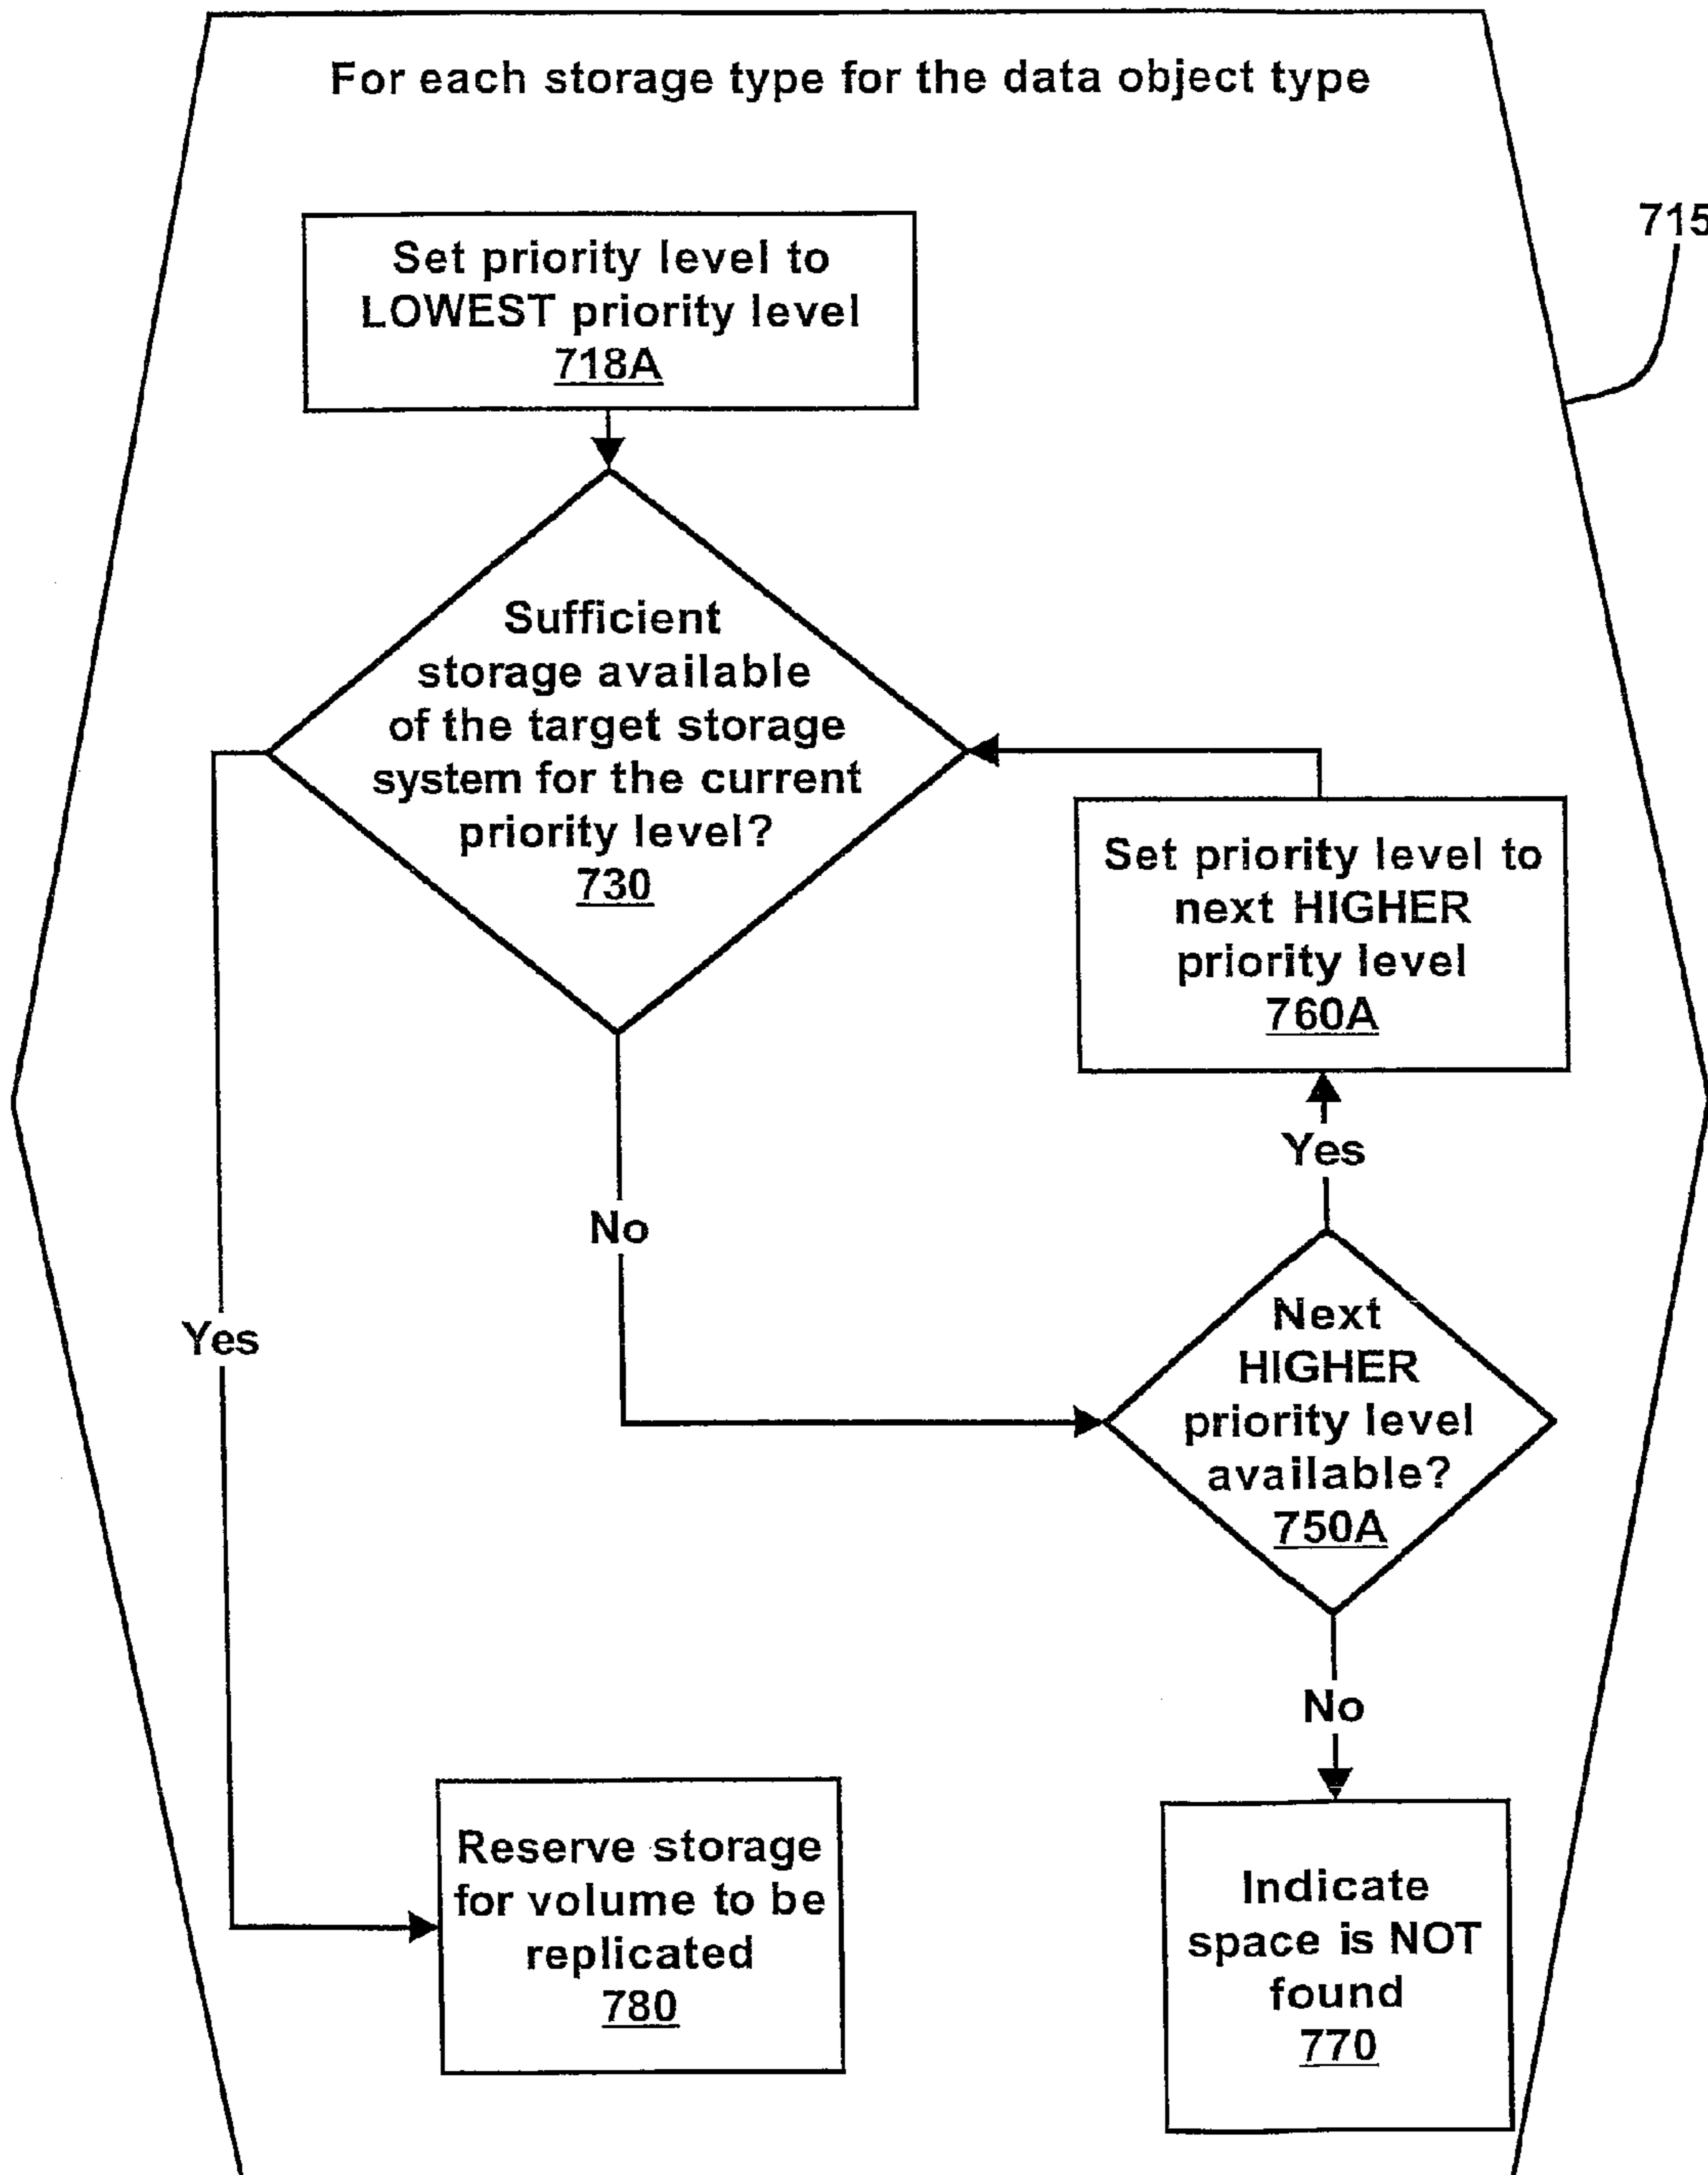 For each storage type for the data object type
715
Set priority level to
LOWEST priority level
718A
Sufficient
storage available
of the target storage
system for the current
priority level?
730
Set priority level to
next HIGHER
priority level
760A
Yes
No
Yes
Next
HIGHER
priority level
available?
750A
No
Reserve storage
for volume to be
replicated
780
Indicate
space is NOT
found
770